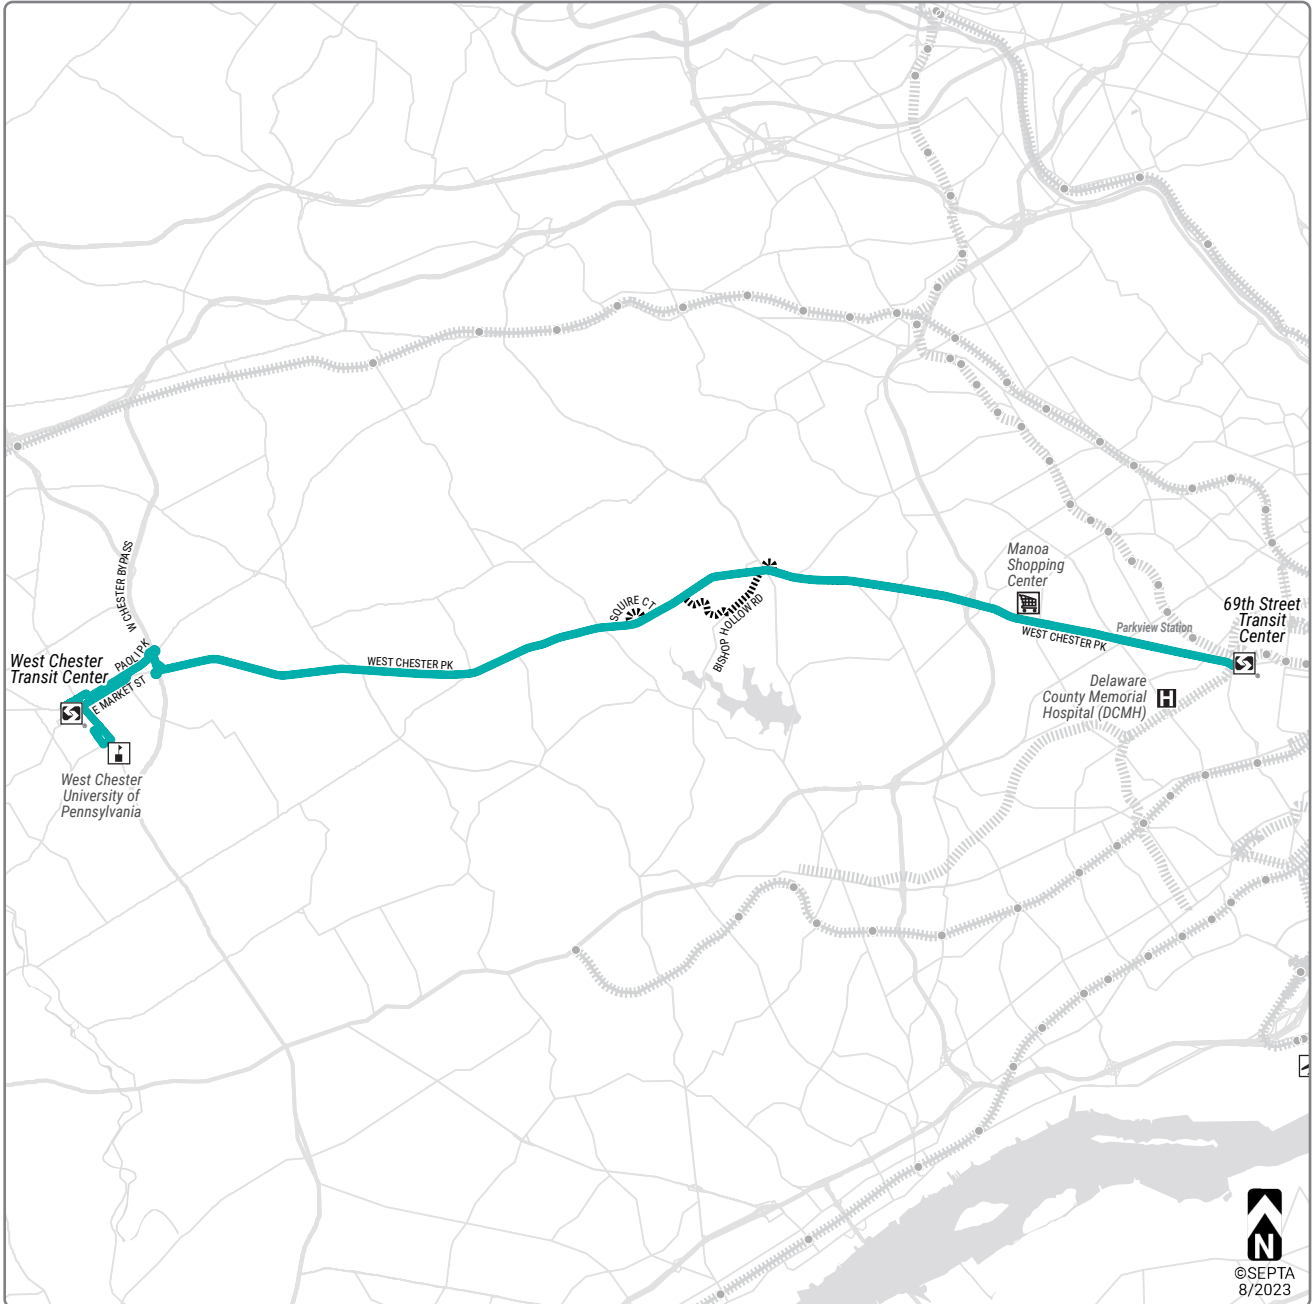 Manoa
Shopping
Center
69th Street
Transit
Center
Parkview Station
WEST CHESTER PK
Delaware
County Memorial
Hospital (DCMH)
H
SQUIRE CT
BISHOP HOLLOW RD
WEST CHESTER PK
W CHESTER BYPASS
PAOLI PK
E MARKET ST
West Chester
Transit Center
West Chester
University of
Pennsylvania
N
©SEPTA
8/2023